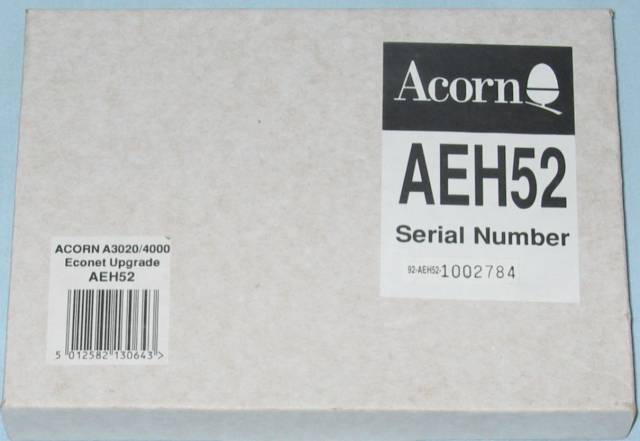 Acorn
AEH52
Serial Number
92-AEH52-1002784
ACORN A3020/4000
Econet Upgrade
AEH52
5 012582 130643 >